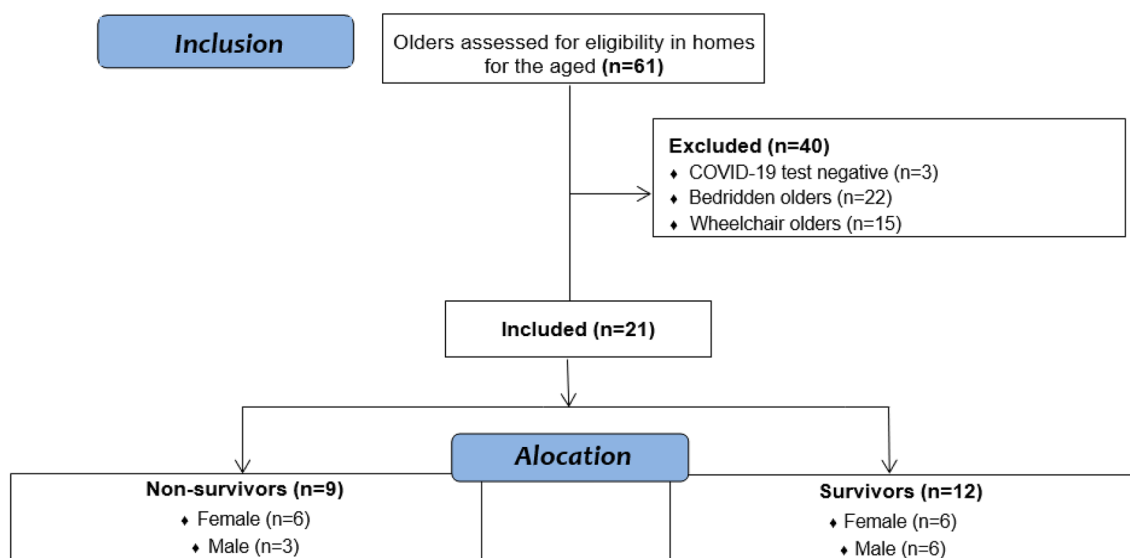 Inclusion
Olders assessed for eligibility in homes
for the aged (n=61)
Excluded (n=40)
♦ COVID-19 test negative (n=3)
♦ Bedridden olders (n=22)
♦ Wheelchair olders (n=15)
Included (n=21)
Alocation
Non-survivors (n=9)
♦ Female (n=6)
♦ Male (n=3)
Survivors (n=12)
♦ Female (n=6)
♦ Male (n=6)